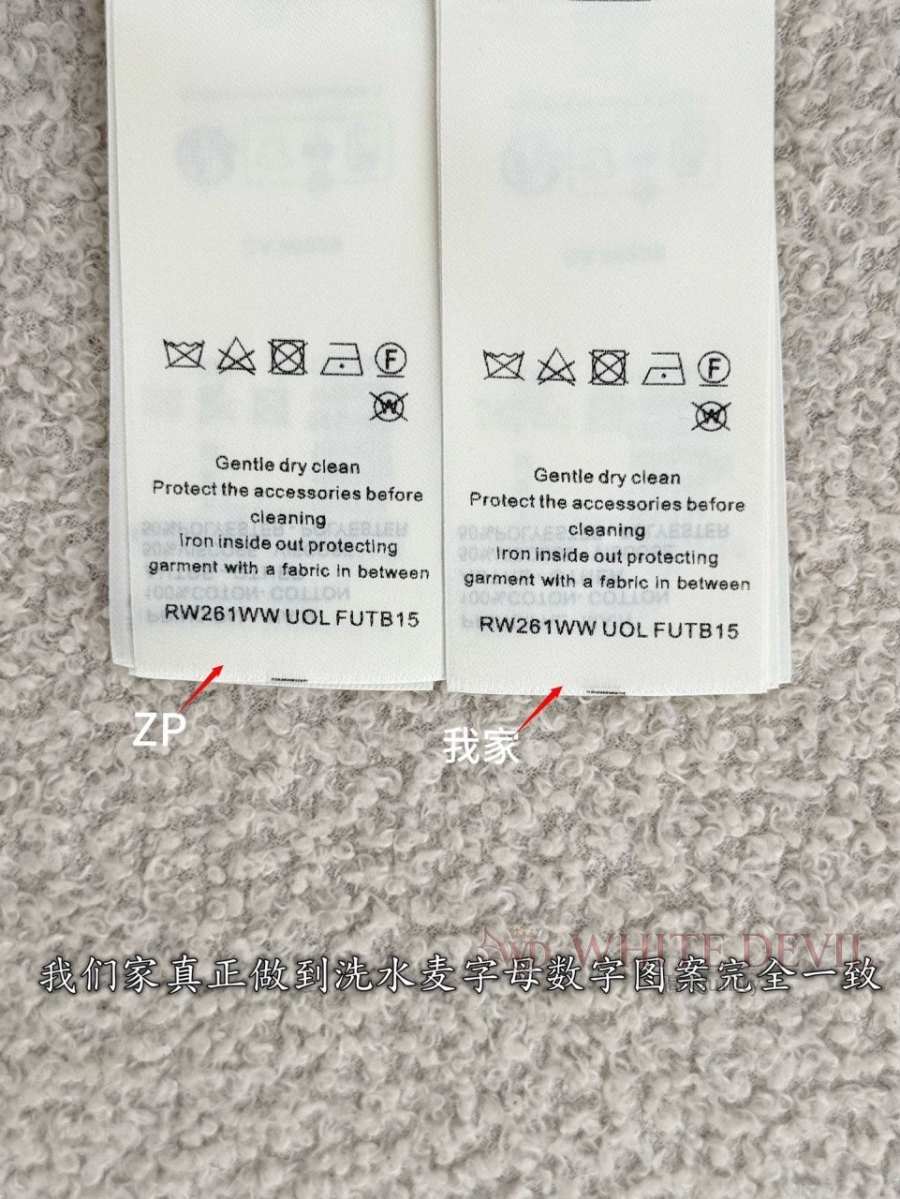 Gentle dry clean
Protect the accessories before
cleaning
Iron inside out protecting
garment with a fabric in between
RW261WW UOL FUTB15
Gentle dry clean
Protect the accessories before
cleaning
Iron inside out protecting
garment with a fabric in between
RW261WW UOL FUTB15
ZP
我家
WHITE DEVIL
我们家真正做到洗水麦字母数字图案完全一致